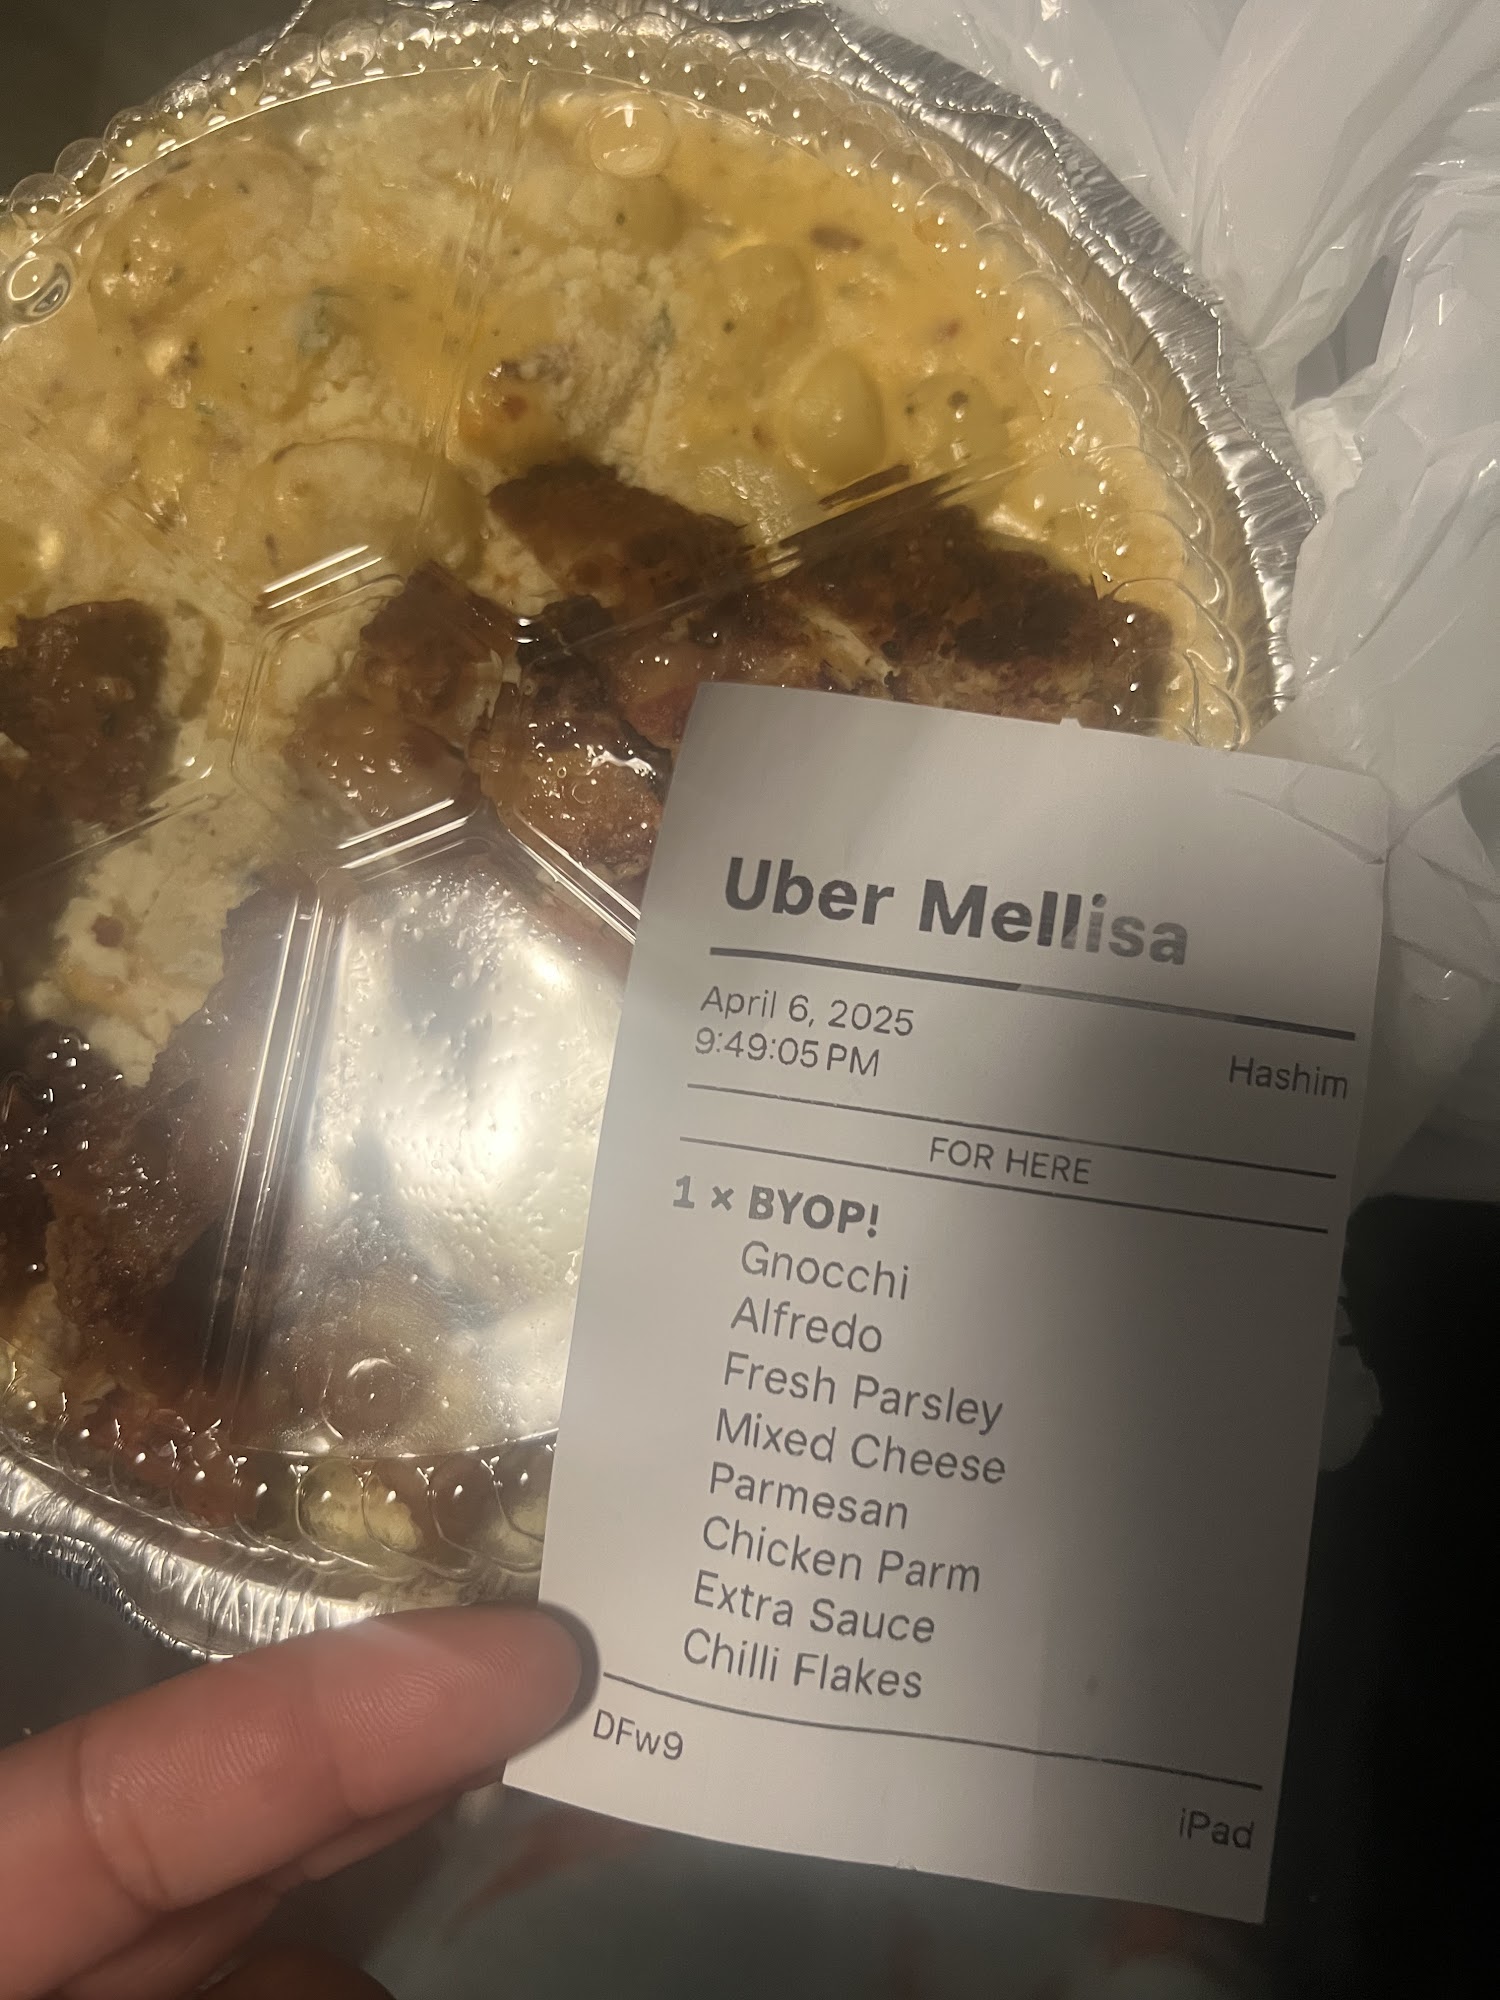 Uber Mellisa
April 6, 2025
9:49:05 PM
Hashim
FOR HERE
1 × BYOP!
Gnocchi
Alfredo
Fresh Parsley
Mixed Cheese
Parmesan
Chicken Parm
Extra Sauce
Chilli Flakes
DFw9
iPad